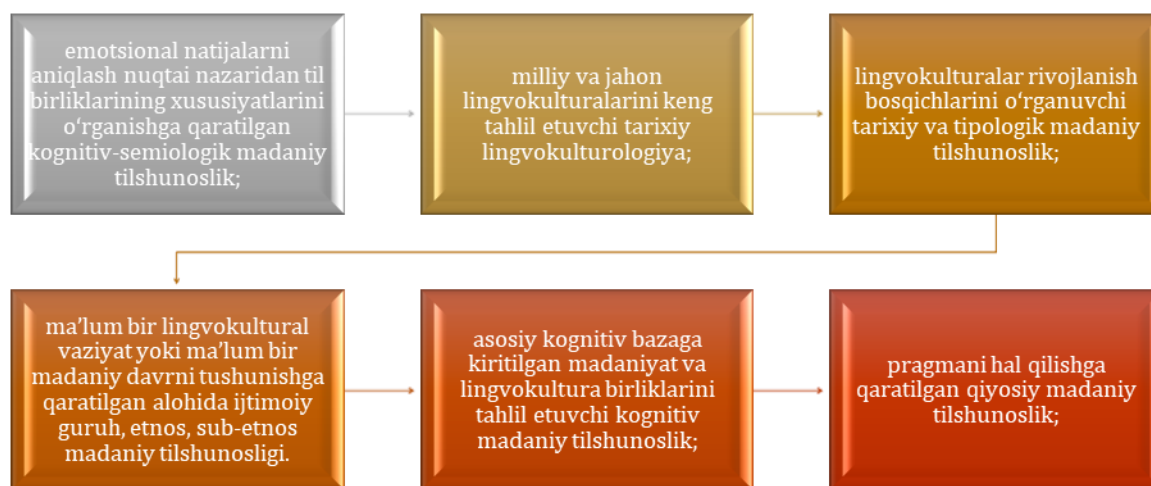 emotsional natijalarni
aniqlash nuqtai nazaridan til
birliklarining xususiyatlarini
o‘rganishga qaratilgan
kognitiv-semiologik madaniy
tilshunoslik;
milliy va jahon
lingvokulturalarini keng
tahlil etuvchi tarixiy
lingvokulturologiya;
lingvokulturalar rivojlanish
bosqichlarini o‘rganuvchi
tarixiy va tipologik madaniy
tilshunoslik;
ma’lum bir lingvokultural
vaziyat yoki ma’lum bir
madaniy davrni tushunishga
qaratilgan alohida ijtimoiy
guruh, etnos, sub-etnos
madaniy tilshunosligi.
asosiy kognitiv bazaga
kiritilgan madaniyat va
lingvokultura birliklarini
tahlil etuvchi kognitiv
madaniy tilshunoslik;
pragmani hal qilishga
qaratilgan qiyosiy madaniy
tilshunoslik;